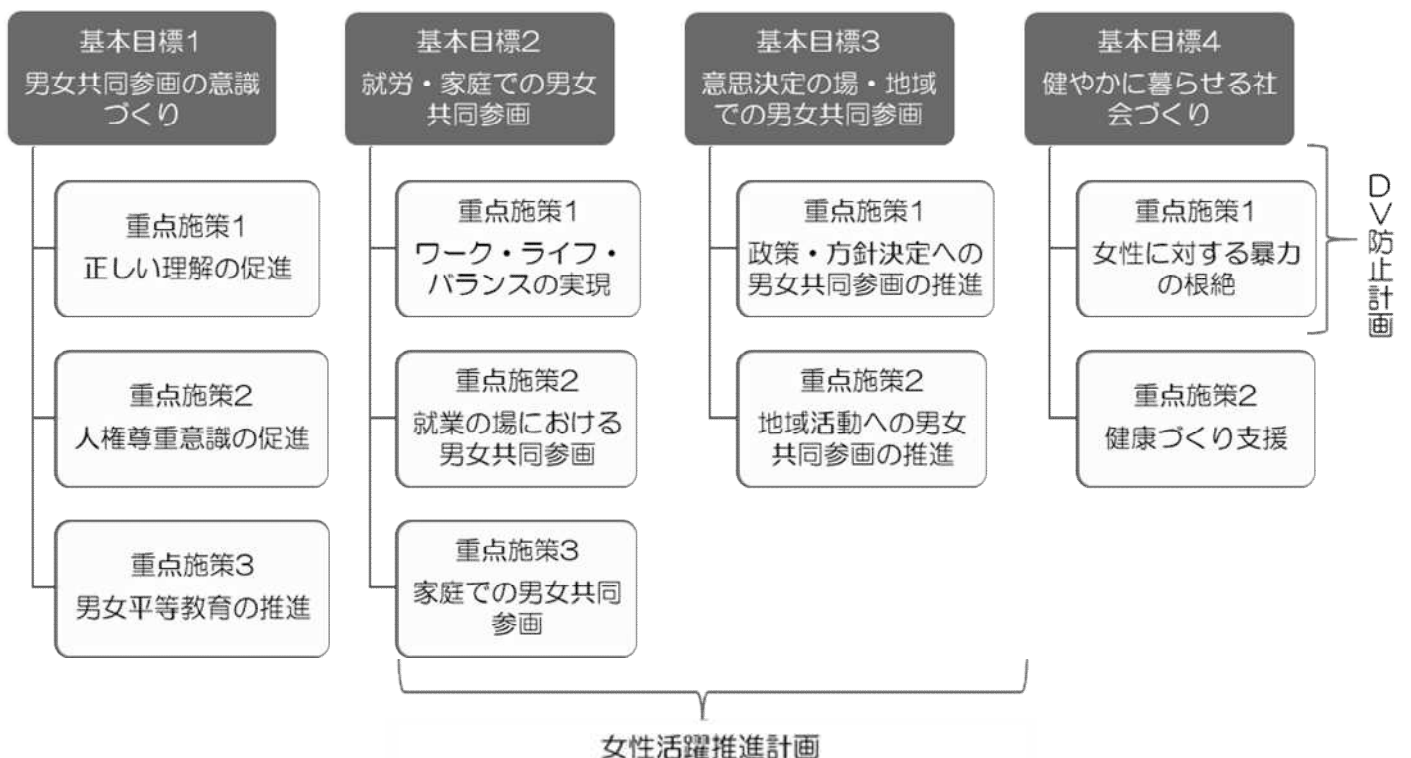 基本目標1
男女共同参画の意識
づくり
重点施策1
正しい理解の促進
重点施策2
人権尊重意識の促進
重点施策3
男女平等教育の推進
基本目標2
就労・家庭での男女
共同参画
重点施策1
ワーク・ライフ・
バランスの実現
重点施策2
就業の場における
男女共同参画
重点施策3
家庭での男女共同
参画
基本目標3
意思決定の場・地域
での男女共同参画
重点施策1
政策・方針決定への
男女共同参画の推進
重点施策2
地域活動への男女
共同参画の推進
基本目標4
健やかに暮らせる社
会づくり
重点施策1
女性に対する暴力
の根絶
重点施策2
健康づくり支援
DV防止計画
女性活躍推進計画